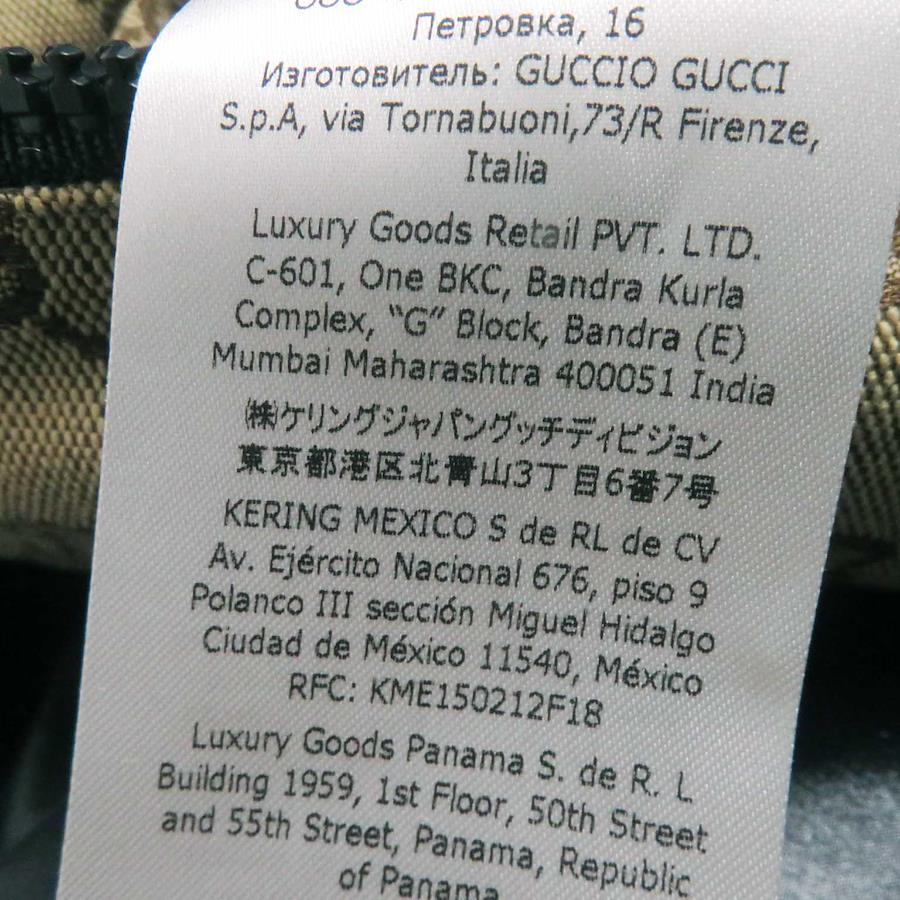 Петровка, 16
Изготовитель: GUCCIO GUCCI
S.p.A, via Tornabuoni,73/R Firenze,
Italia
Luxury Goods Retail PVT. LTD.
C-601, One BKC, Bandra Kurla
Complex, “G” Block, Bandra (E)
Mumbai Maharashtra 400051 India
㈱ケリングジャパングッチディビジョン
東京都港区北青山3丁目6番7号
KERING MEXICO S de RL de CV
Av. Ejército Nacional 676, piso 9
Polanco III sección Miguel Hidalgo
Ciudad de México 11540, México
RFC: KME150212F18
Luxury Goods Panama S. de R. L
Building 1959, 1st Floor, 50th Street
and 55th Street, Panama, Republic
of Panama